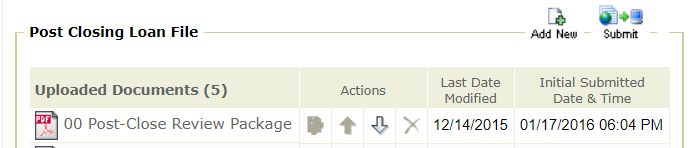 Post Closing Loan File
Add New Submit
Uploaded Documents (5) Actions Last Date Modified Initial Submitted Date & Time
PDF 00 Post-Close Review Package 12/14/2015 01/17/2016 06:04 PM